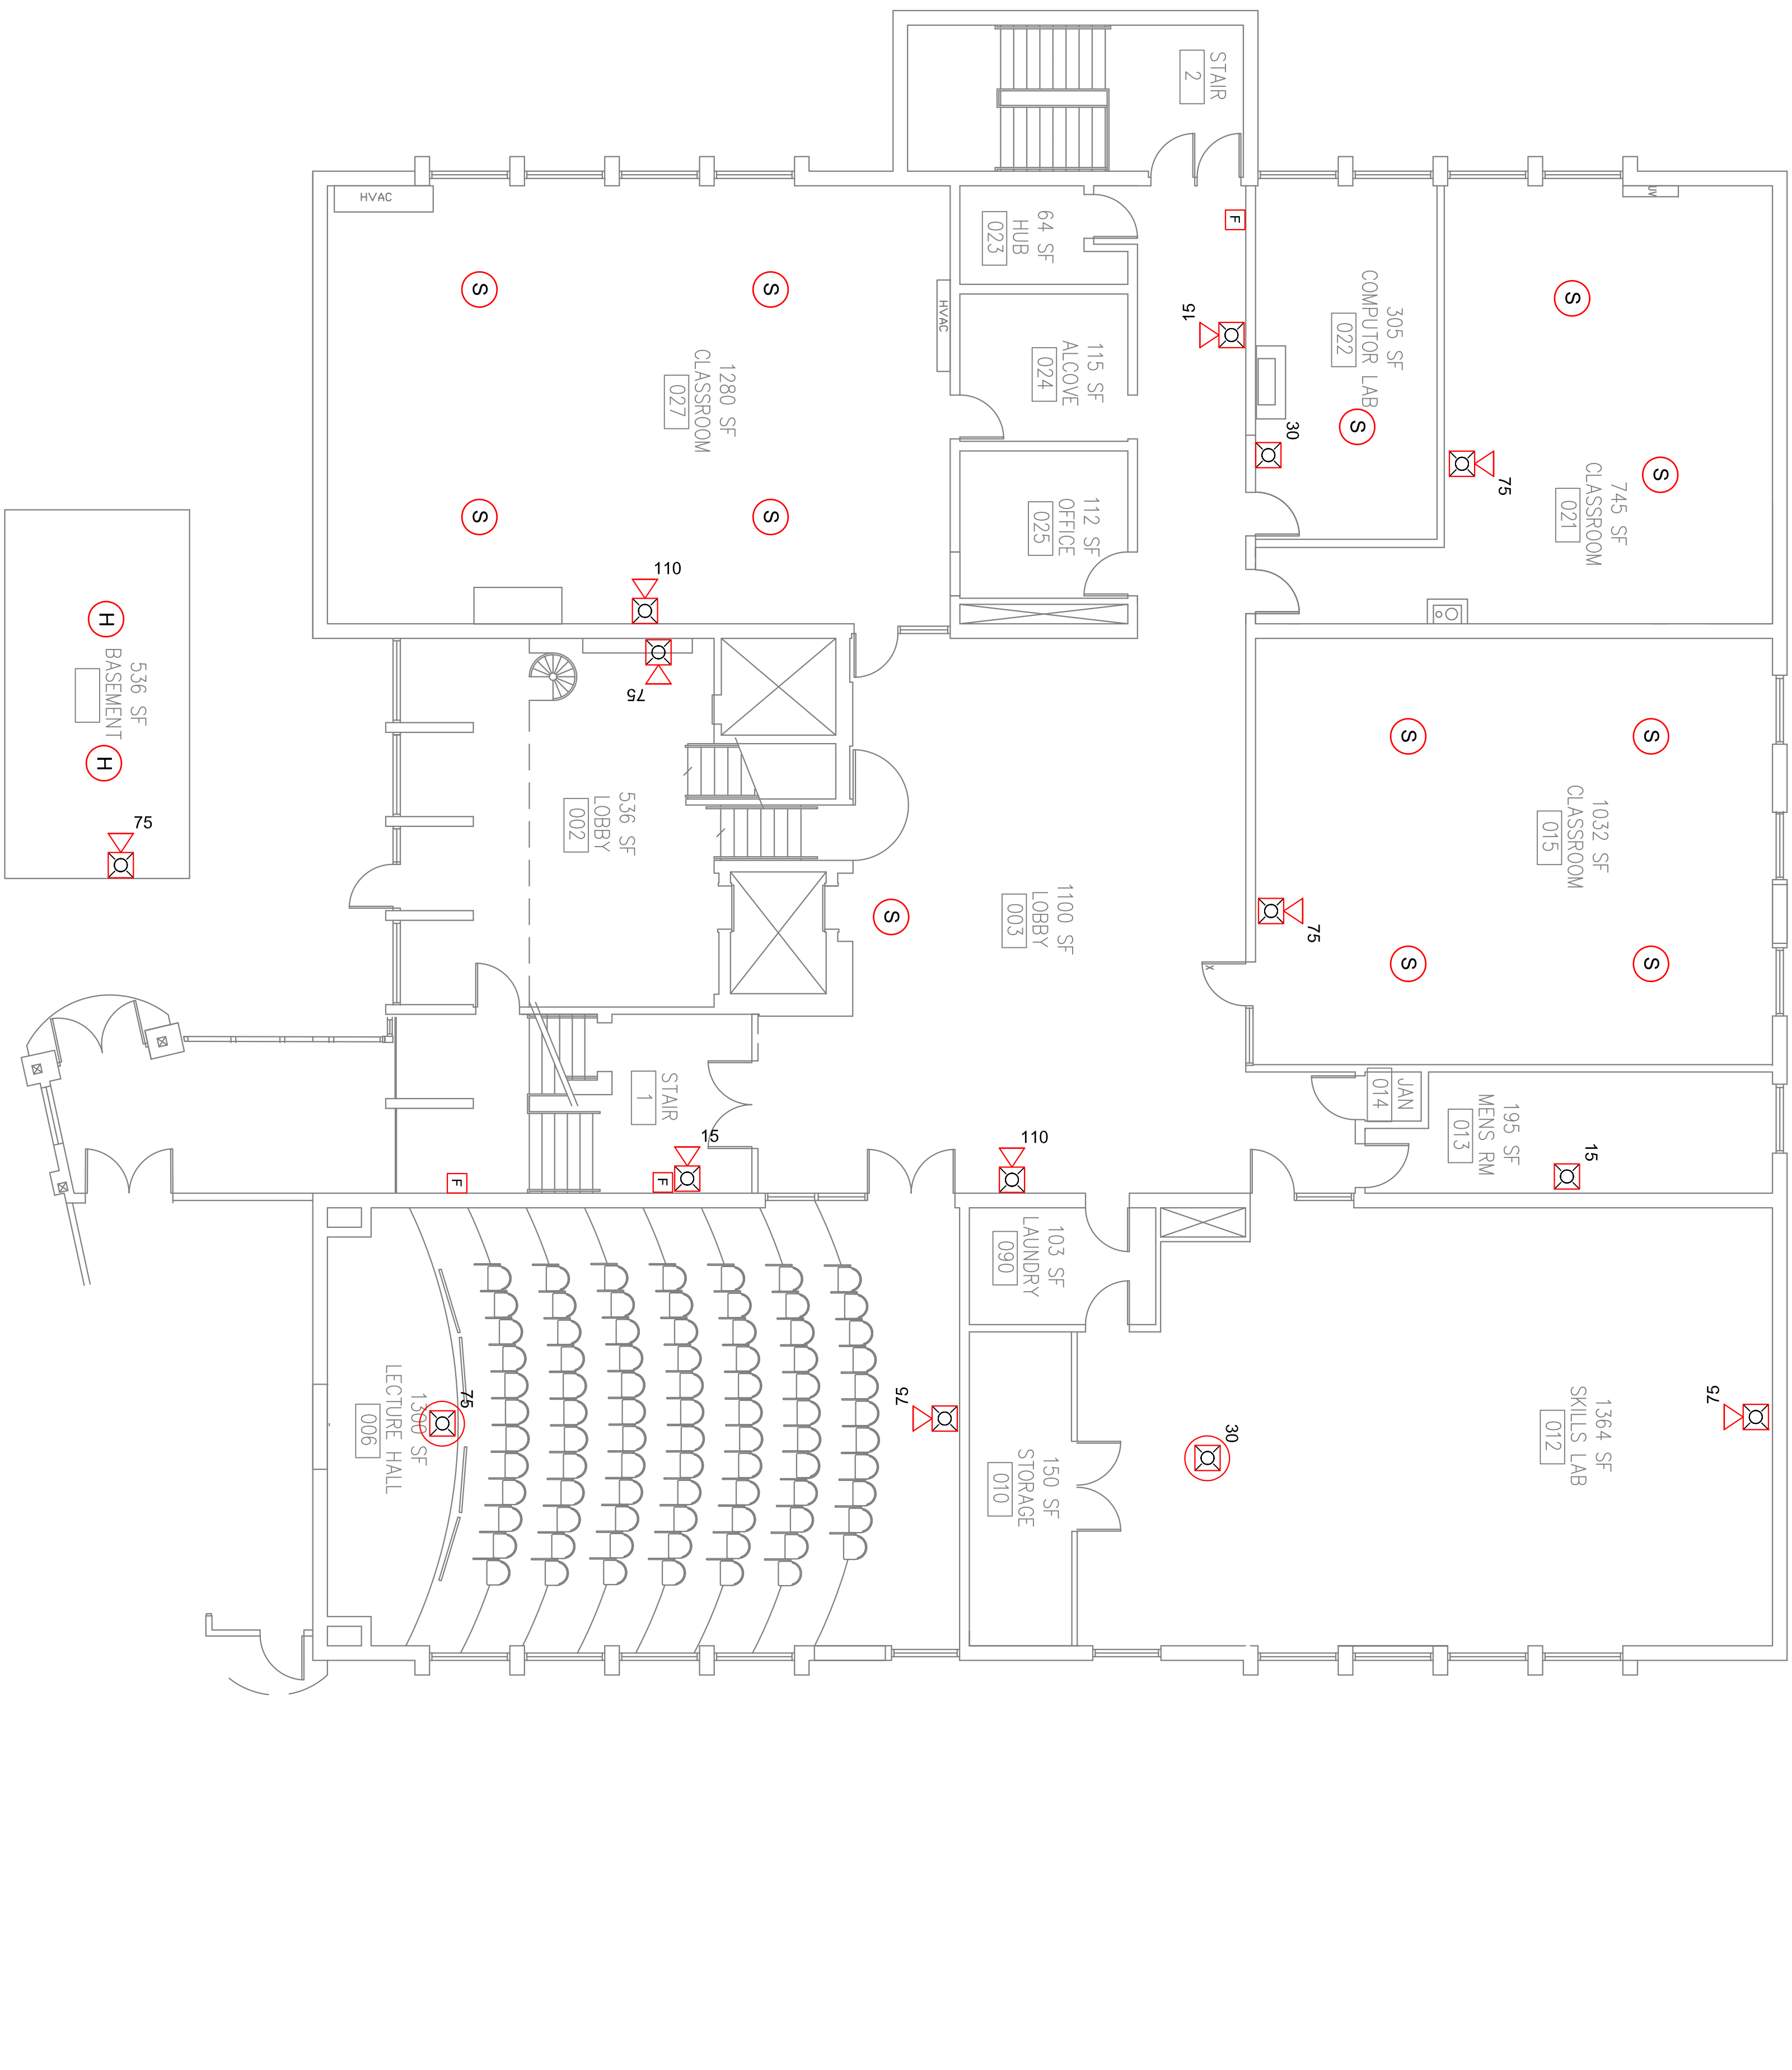 STAIR
2
HVAC
64 SF
HUB
023
F
UV
HVAC
S
S
S
S
1280 SF
CLASSROOM
027
115 SF
ALCOVE
024
15
305 SF
COMPUTOR LAB
022
S
30
S
S
75
745 SF
CLASSROOM
021
112 SF
OFFICE
025
110
75
H
536 SF
BASEMENT
H
75
536 SF
LOBBY
002
S
1100 SF
LOBBY
003
S
S
S
S
1032 SF
CLASSROOM
015
75
X
STAIR
1
15
F
F
110
JAN
014
195 SF
MENS RM
013
15
103 SF
LAUNDRY
090
1300 SF
LECTURE HALL
006
75
75
150 SF
STORAGE
010
30
1364 SF
SKILLS LAB
012
75